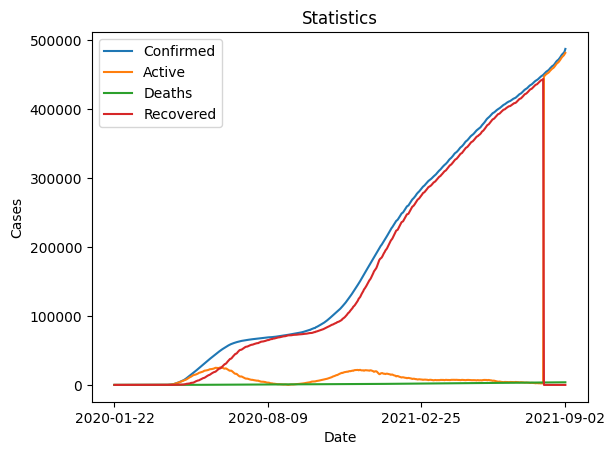 Statistics
Confirmed
Active
Deaths
Recovered
500000
400000
300000
200000
100000
0
Cases
2020-01-22
2020-08-09
2021-02-25
2021-09-02
Date